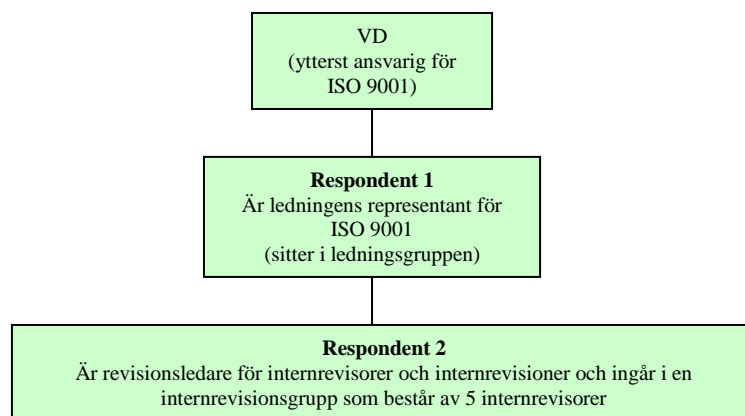 VD
(ytterst ansvarig för
ISO 9001)
Respondent 1
Är ledningens representant för
ISO 9001
(sitter i ledningsgruppen)
Respondent 2
Är revisionsledare för internrevisorer och internrevisioner och ingår i en
internrevisionsgrupp som består av 5 internrevisorer